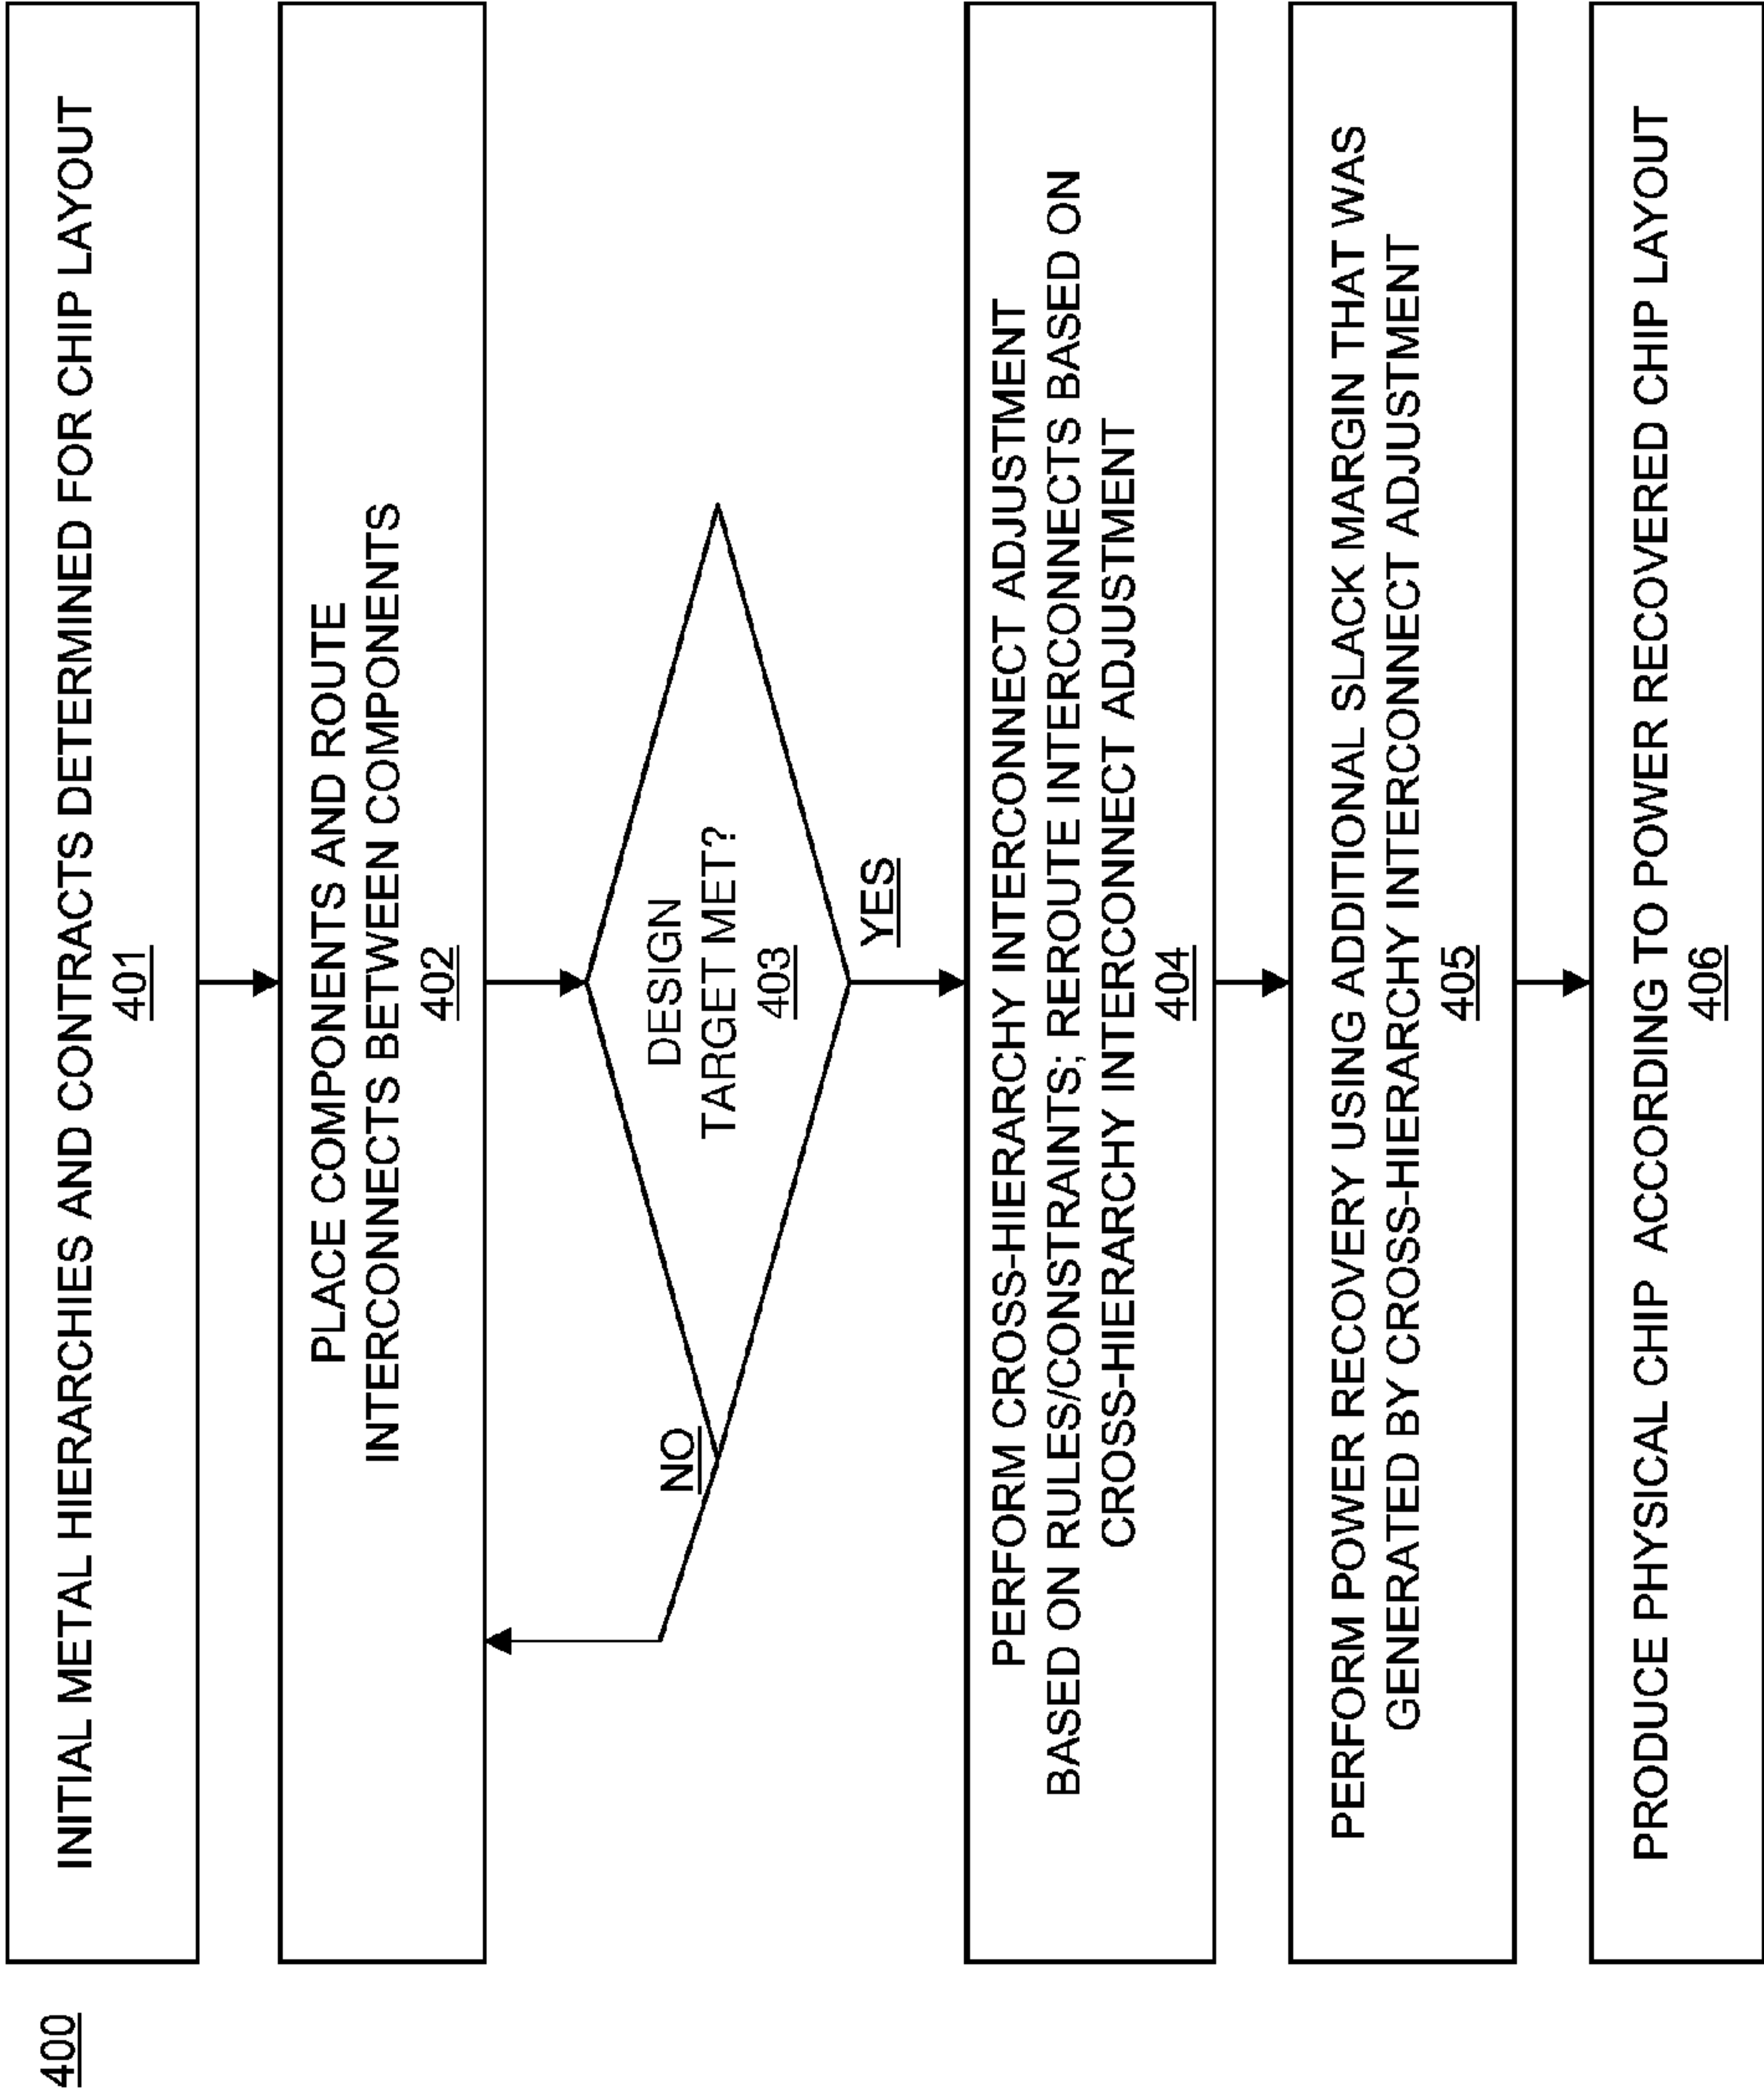 400
INITIAL METAL HIERARCHIES AND CONTRACTS DETERMINED FOR CHIP LAYOUT
401
PLACE COMPONENTS AND ROUTE
INTERCONNECTS BETWEEN COMPONENTS
402
DESIGN
TARGET MET?
403
NO
YES
PERFORM CROSS-HIERARCHY INTERCONNECT ADJUSTMENT
BASED ON RULES/CONSTRAINTS; REROUTE INTERCONNECTS BASED ON
CROSS-HIERARCHY INTERCONNECT ADJUSTMENT
404
PERFORM POWER RECOVERY USING ADDITIONAL SLACK MARGIN THAT WAS
GENERATED BY CROSS-HIERARCHY INTERCONNECT ADJUSTMENT
405
PRODUCE PHYSICAL CHIP ACCORDING TO POWER RECOVERED CHIP LAYOUT
406